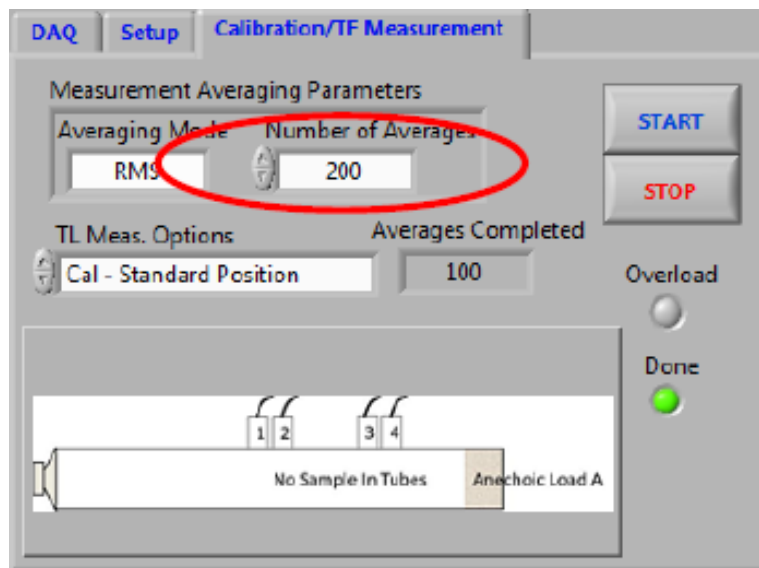 DAQ Setup Calibration/TF Measurement
Measurement Averaging Parameters
Averaging Mode Number of Averages
RMS 200
START
STOP
TL Meas. Options Averages Completed
Cal - Standard Position 100
Overload
Done
1 2 3 4
No Sample In Tubes Anechoic Load A